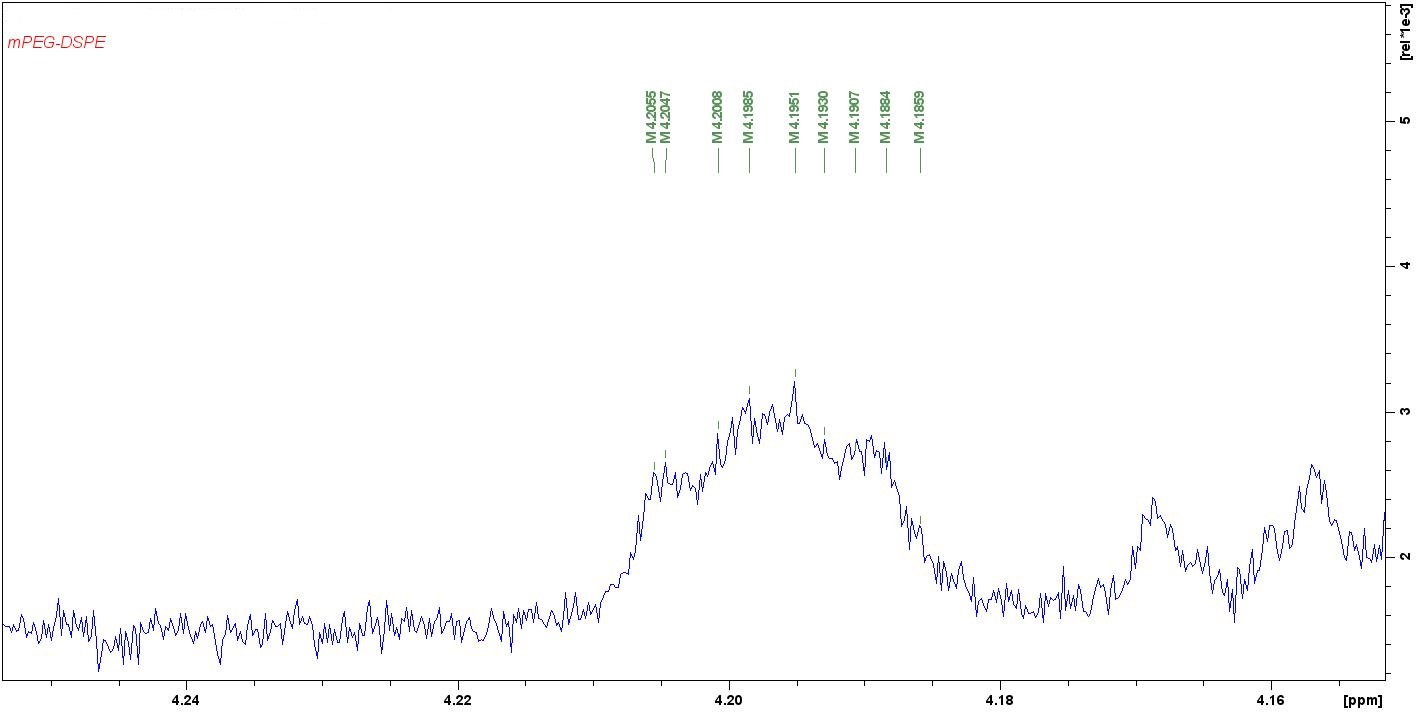 mPEG-DSPE
M 4.2055
M 4.2047
M 4.2008
M 4.1985
M 4.1951
M 4.1930
M 4.1907
M 4.1884
M 4.1859
[rel *1e-3]
5
4
3
2
4.24
4.22
4.20
4.18
4.16
[ppm]